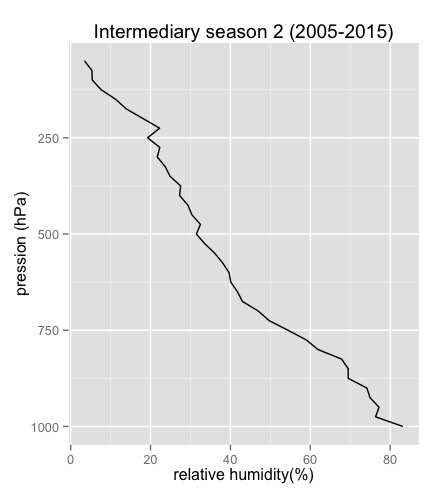 Intermediary season 2 (2005-2015)
250
500
750
1000
pression (hPa)
0 20 40 60 80
relative humidity(%)